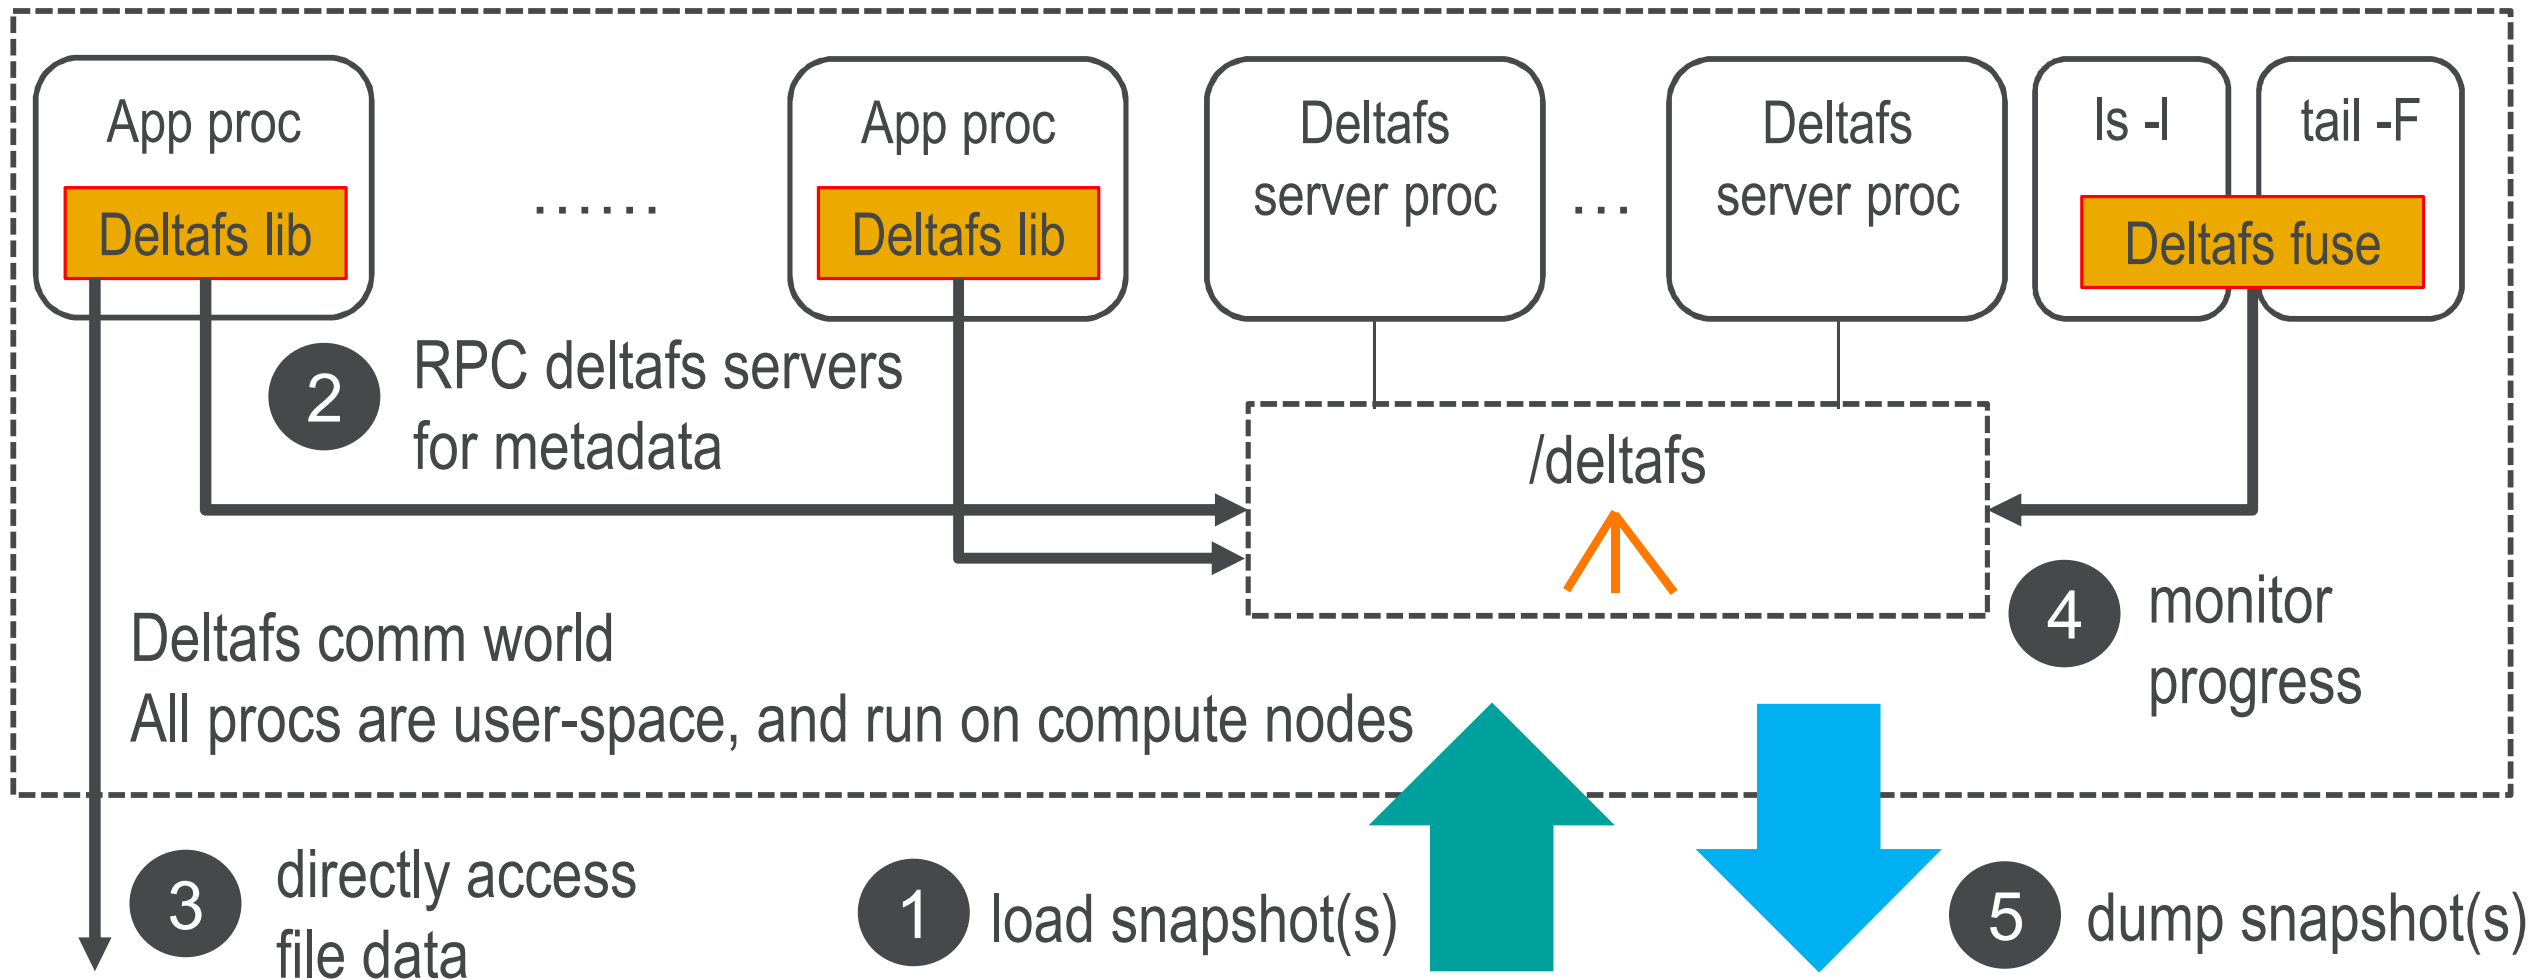 App proc
Deltafs lib
......
App proc
Deltafs lib
Deltafs
server proc
...
Deltafs
server proc
ls -l
tail -F
Deltafs fuse
2
RPC deltafs servers
for metadata
/deltafs
4
monitor
progress
Deltafs comm world
All procs are user-space, and run on compute nodes
3
directly access
file data
1
load snapshot(s)
5
dump snapshot(s)